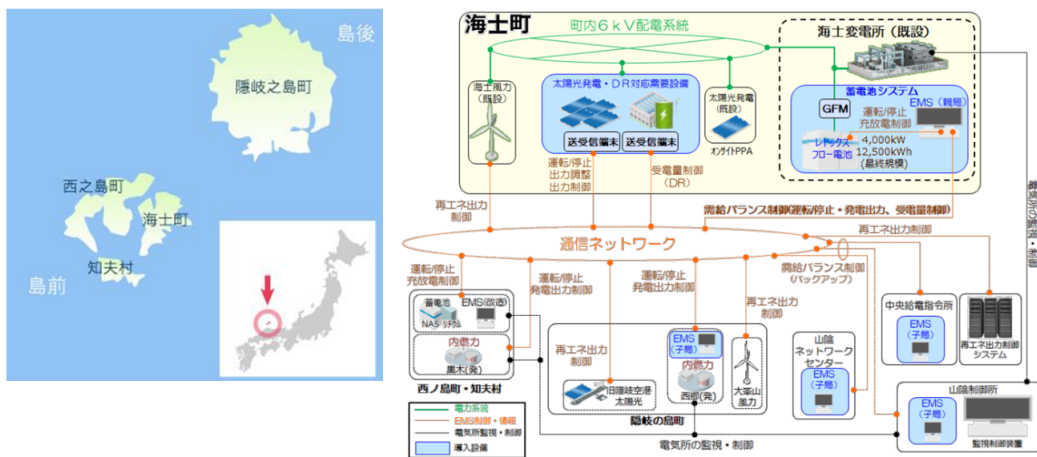 島後
隠岐之島町
西之島町
海士町
知夫村
島前
海士町
町内6kV配電系統
海士風力
(既設)
太陽光発電・DR対応需要設備
送受信端末
送受信端末
太陽光発電
(既設)
オンサイトPPA
海士変電所(既設)
蓄電池システム
GFM
運転/停止
充放電制御
EMS(親局)
レドックス
フロー電池
4,000kW
12,500kWh
(最終規模)
運転/停止
出力調整
出力制御
受電量制御
(DR)
再エネ出力
制御
需給バランス制御(運転/停止・発電出力、受電量制御)
電気所の監視・制御
再エネ出力制御
通信ネットワーク
運転/停止
充放電制御
運転/停止
発電出力制御
運転/停止
発電出力制御
需給バランス制御
(バックアップ)
再エネ出力
制御
蓄電池
NAS・リチウム
EMS(改造)
内燃力
黒木(発)
西ノ島町・知夫村
再エネ出力
制御
旧隠岐空港
太陽光
EMS
(子局)
内燃力
西郷(発)
大峯山
風力
隠岐の島町
山陰
ネットワーク
センター
EMS
(子局)
中央給電指令所
EMS
(子局)
再エネ出力制御
システム
山陰制御所
EMS
(子局)
監視制御装置
電力系統
EMS制御・情報
電気所監視・制御
導入設備
電気所の監視・制御